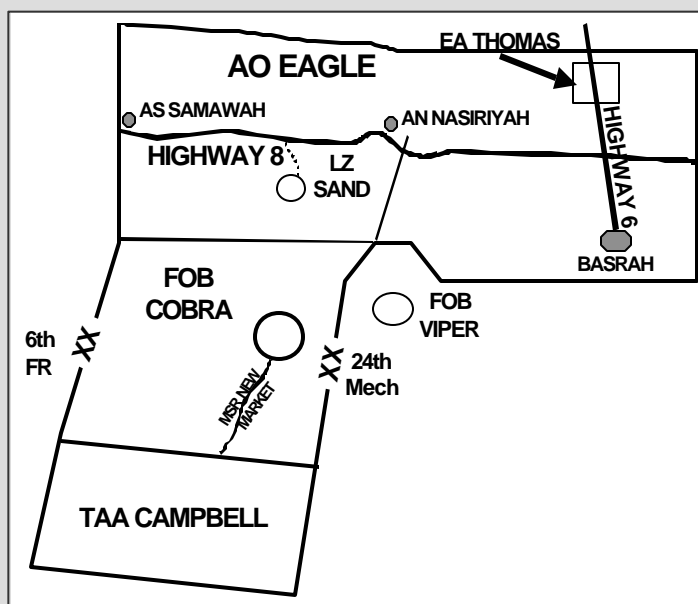 EA THOMAS
AO EAGLE
AS SAMAWAH
AN NASIRIYAH
HIGHWAY 8
LZ
SAND
HIGHWAY 6
BASRAH
FOB
COBRA
FOB
VIPER
6th
FR
XX
XX
24th
Mech
MSR NEW
MARKET
TAA CAMPBELL